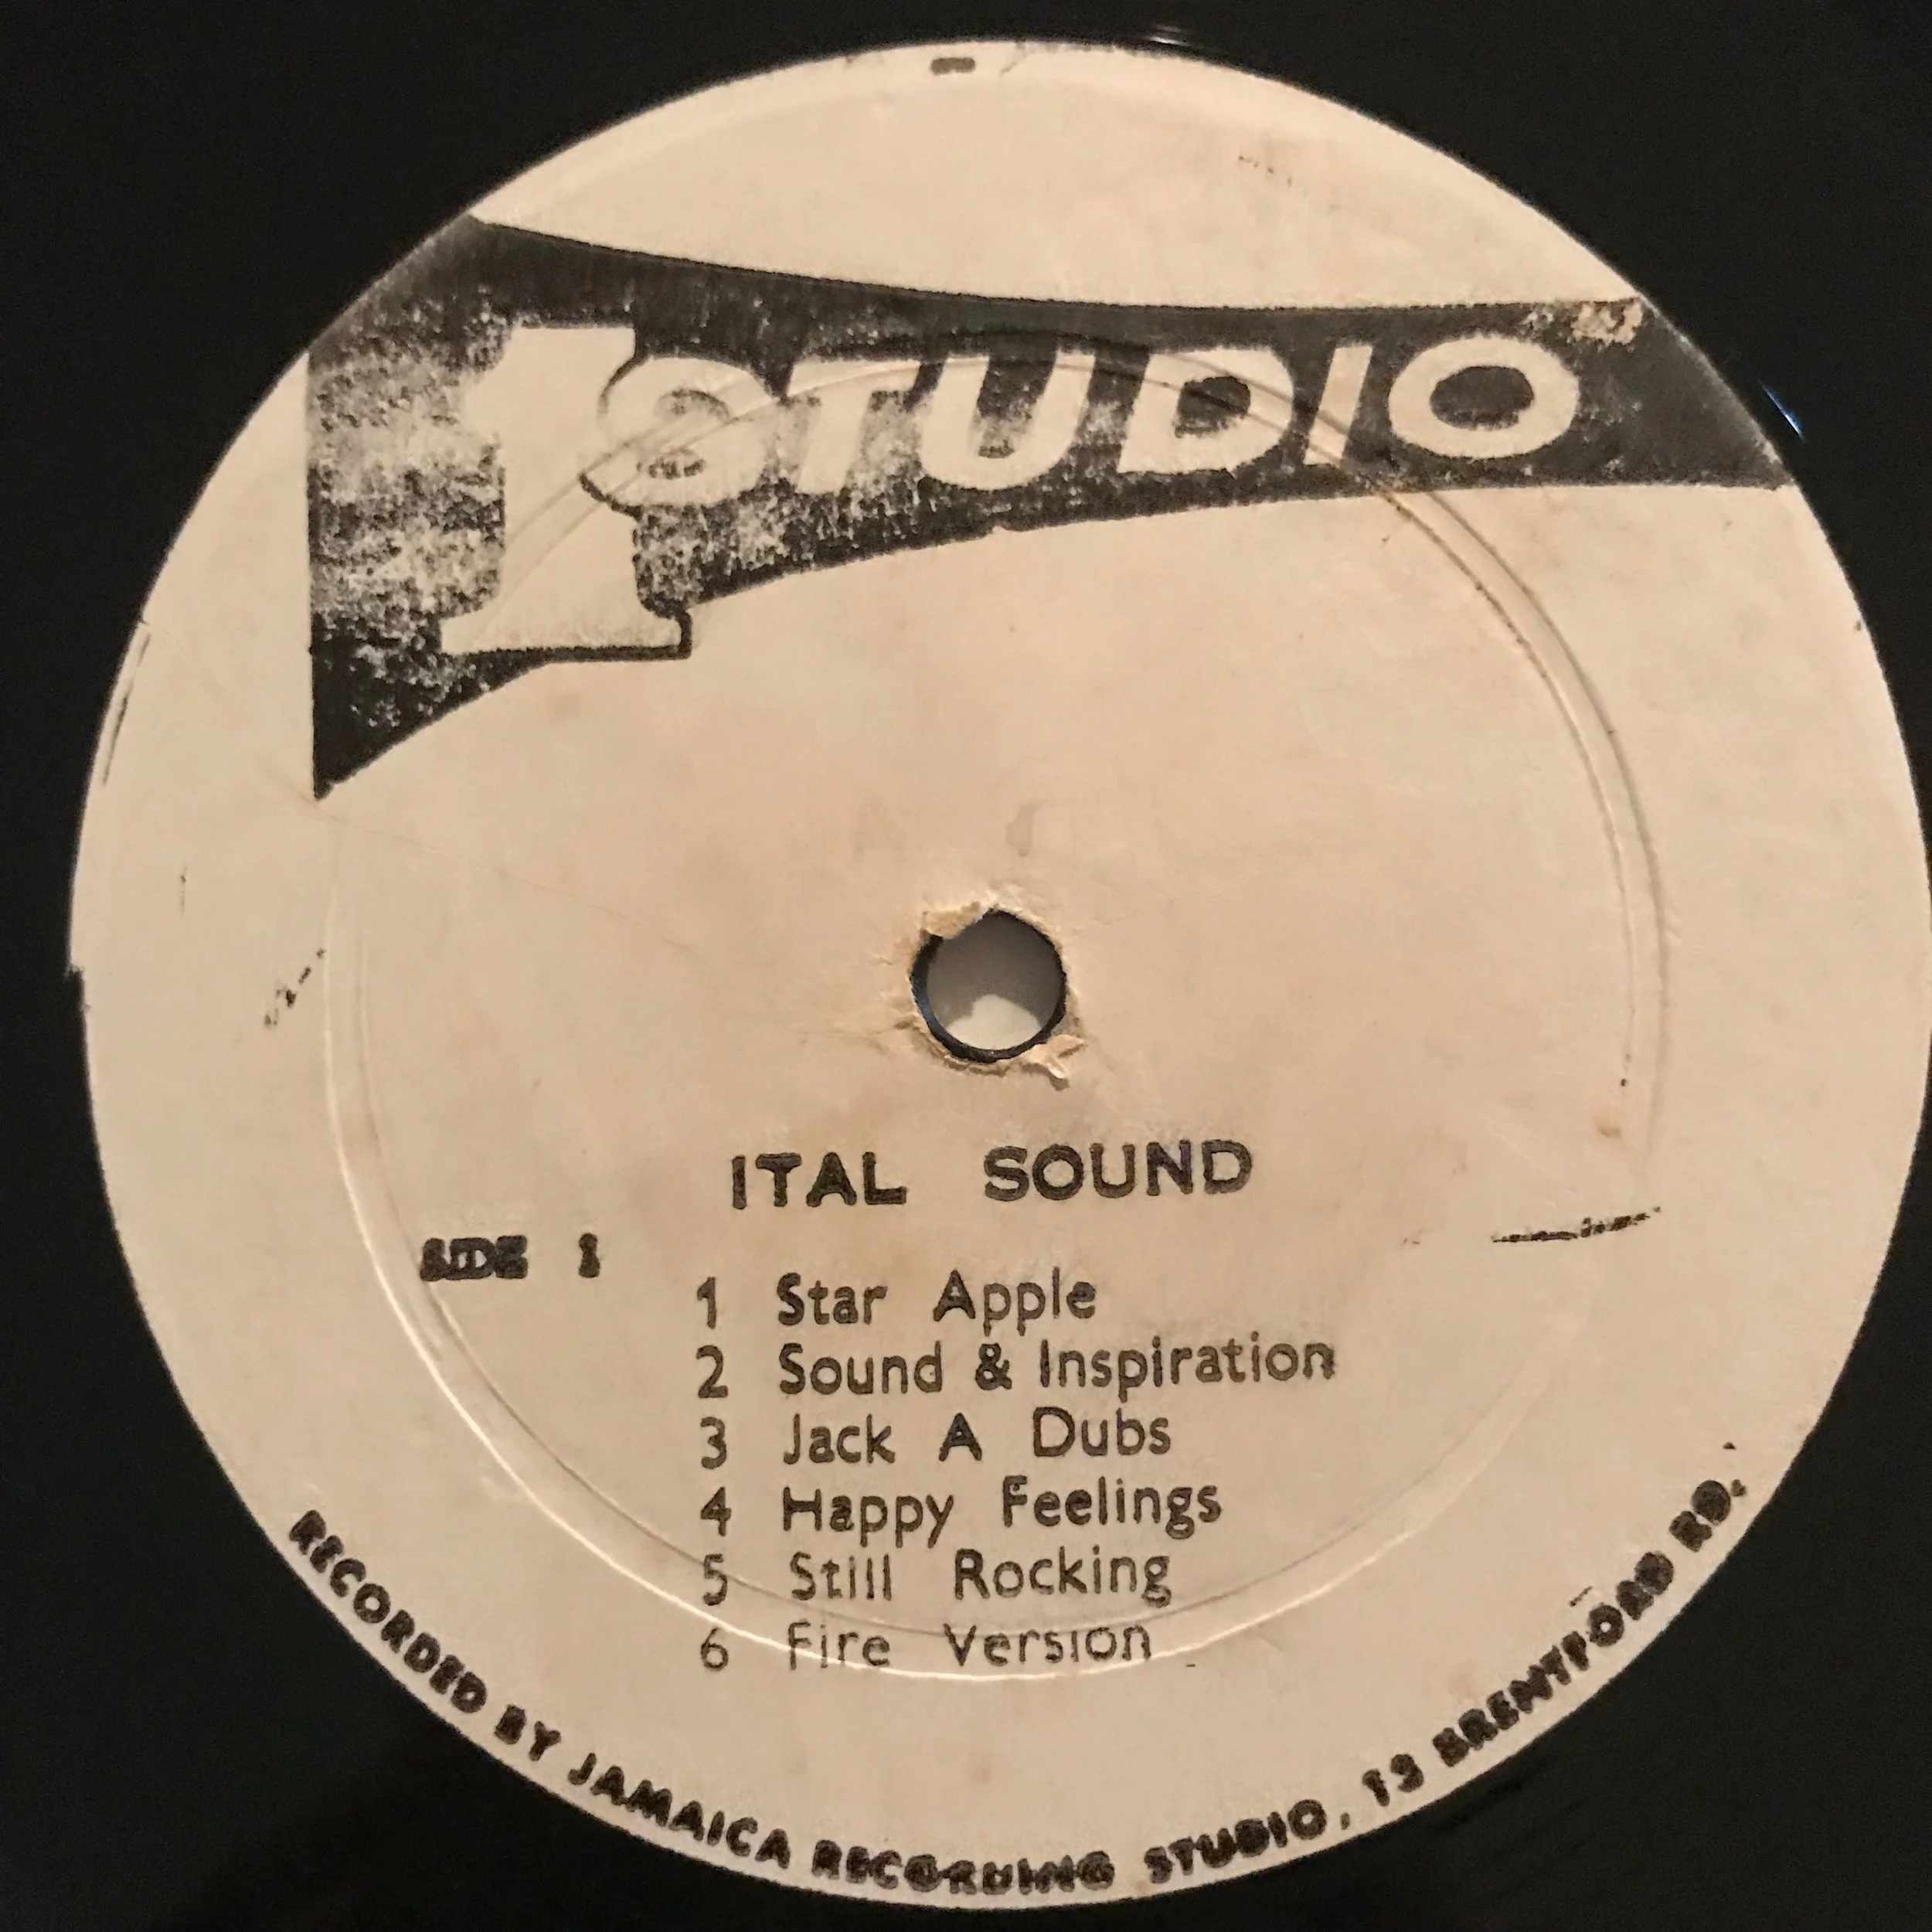 1 STUDIO
ITAL SOUND
SIDE 1
1 Star Apple
2 Sound & Inspiration
3 Jack A Dubs
4 Happy Feelings
5 Still Rocking
6 Fire Version
RECORDED BY JAMAICA RECORDING STUDIO, 13 BRENTFORD RD.